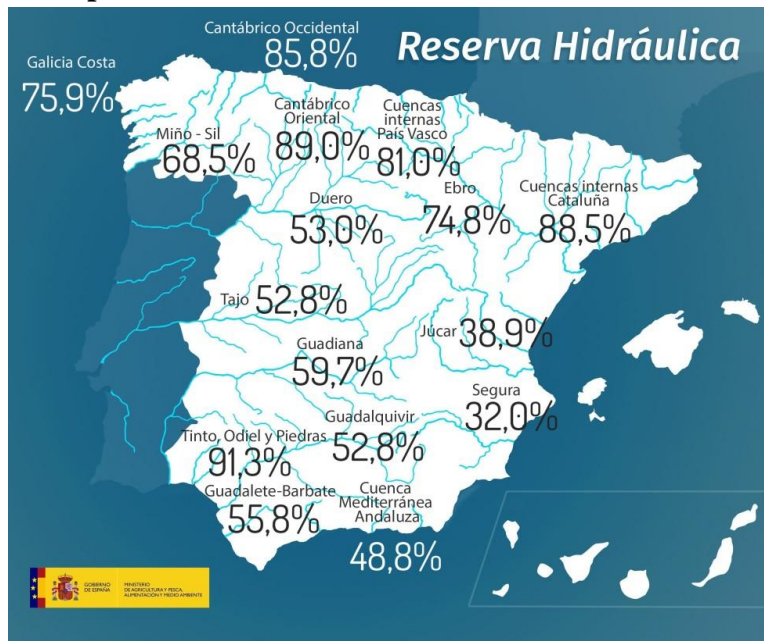 Cantábrico Occidental
85,8%
Reserva Hidráulica
Galicia Costa
75,9%
Miño - Sil
68,5%
Cantábrico
Oriental
89,0%
Cuencas
internas
País Vasco
81,0%
Ebro
74,8%
Cuencas internas
Cataluña
88,5%
Duero
53,0%
Tajo 52,8%
Júcar 38,9%
Guadiana
59,7%
Segura
32,0%
Guadalquivir
52,8%
Tinto, Odiel y Piedras
91,3%
Guadalete-Barbate
55,8%
Cuenca
Mediterránea
Andaluza
48,8%
GOBIERNO
DE ESPAÑA
MINISTERIO
DE AGRICULTURA Y PESCA,
ALIMENTACIÓN Y MEDIO AMBIENTE